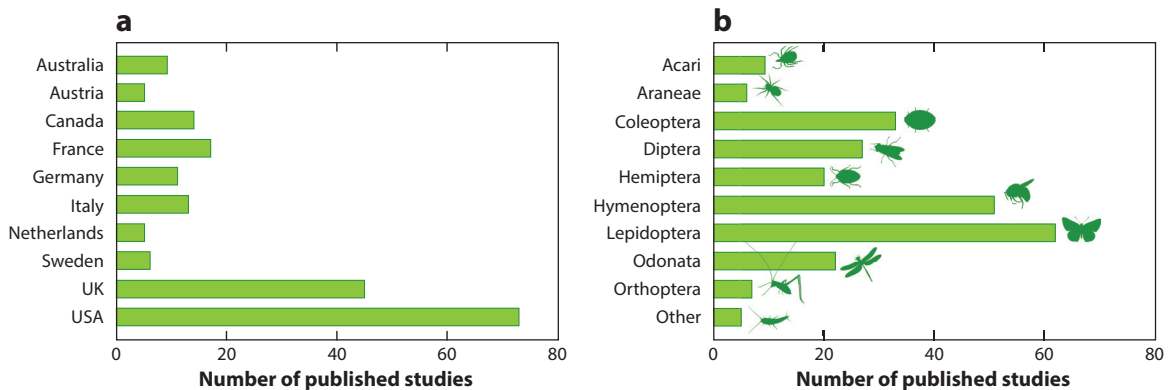 a
Australia
Austria
Canada
France
Germany
Italy
Netherlands
Sweden
UK
USA
0 20 40 60 80
Number of published studies
b
Acari
Araneae
Coleoptera
Diptera
Hemiptera
Hymenoptera
Lepidoptera
Odonata
Orthoptera
Other
0 20 40 60 80
Number of published studies